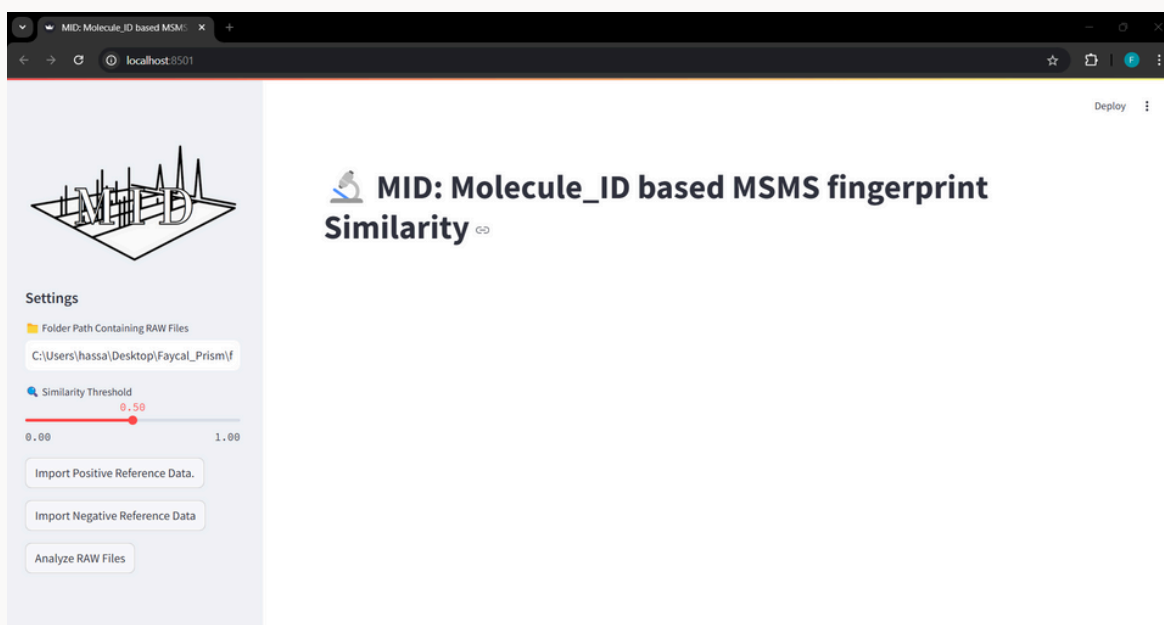 MID: Molecule_ID based MSMS
localhost:8501
Deploy
MID
Settings
Folder Path Containing RAW Files
C:\Users\hassa\Desktop\Faycal_Prism\f
Similarity Threshold
0.50
0.00 1.00
Import Positive Reference Data.
Import Negative Reference Data
Analyze RAW Files
MID: Molecule_ID based MSMS fingerprint
Similarity
F